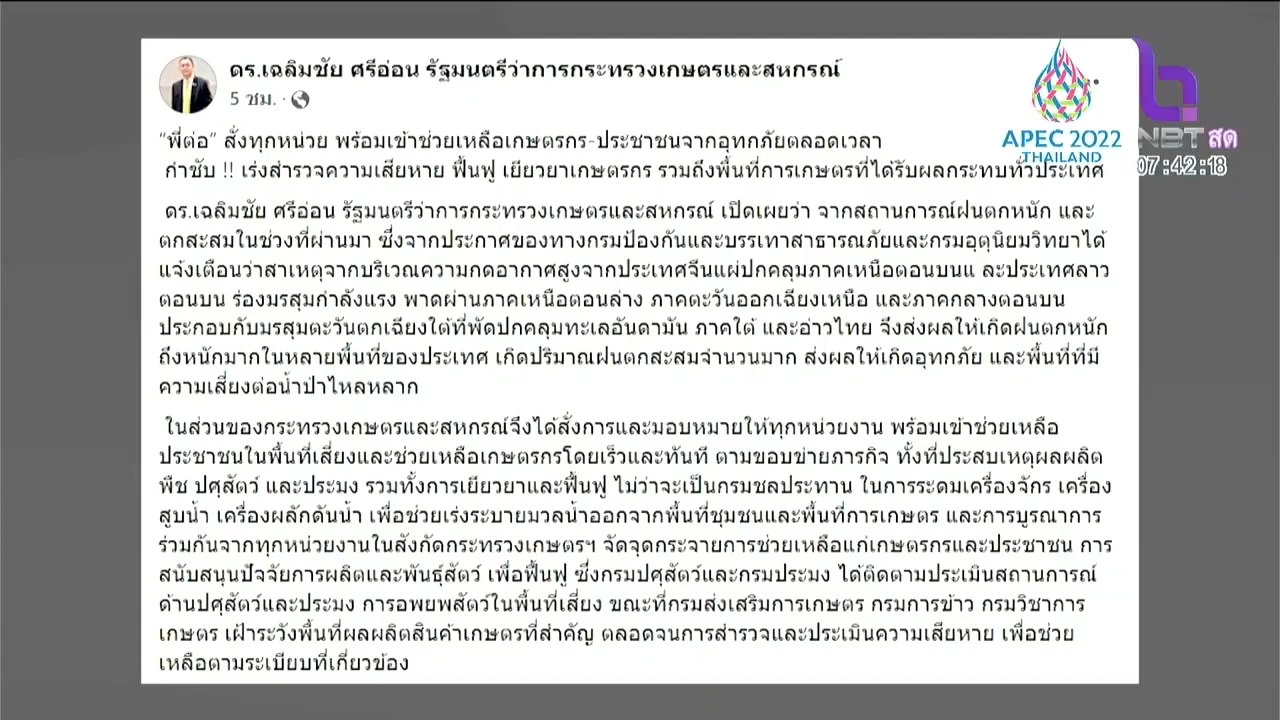 ดร.เฉลิมชัย ศรีอ่อน รัฐมนตรีว่าการกระทรวงเกษตรและสหกรณ์
5 ชม. ·
APEC 2022
THAILAND
NBT สด
07:42:18
“พี่ต่อ” สั่งทุกหน่วย พร้อมเข้าช่วยเหลือเกษตรกร-ประชาชนจากอุทกภัยตลอดเวลา
กำชับ !! เร่งสำรวจความเสียหาย ฟื้นฟู เยียวยาเกษตรกร รวมถึงพื้นที่การเกษตรที่ได้รับผลกระทบทั่วประเทศ
ดร.เฉลิมชัย ศรีอ่อน รัฐมนตรีว่าการกระทรวงเกษตรและสหกรณ์ เปิดเผยว่า จากสถานการณ์ฝนตกหนัก และ
ตกสะสมในช่วงที่ผ่านมา ซึ่งจากประกาศของทางกรมป้องกันและบรรเทาสาธารณภัยและกรมอุตุนิยมวิทยาได้
แจ้งเตือนว่าสาเหตุจากบริเวณความกดอากาศสูงจากประเทศจีนแผ่ปกคลุมภาคเหนือตอนบนแ ละประเทศลาว
ตอนบน ร่องมรสุมกำลังแรง พาดผ่านภาคเหนือตอนล่าง ภาคตะวันออกเฉียงเหนือ และภาคกลางตอนบน
ประกอบกับมรสุมตะวันตกเฉียงใต้ที่พัดปกคลุมทะเลอันดามัน ภาคใต้ และอ่าวไทย จึงส่งผลให้เกิดฝนตกหนัก
ถึงหนักมากในหลายพื้นที่ของประเทศ เกิดปริมาณฝนตกสะสมจำนวนมาก ส่งผลให้เกิดอุทกภัย และพื้นที่ที่มี
ความเสี่ยงต่อน้ำป่าไหลหลาก
ในส่วนของกระทรวงเกษตรและสหกรณ์จึงได้สั่งการและมอบหมายให้ทุกหน่วยงาน พร้อมเข้าช่วยเหลือ
ประชาชนในพื้นที่เสี่ยงและช่วยเหลือเกษตรกรโดยเร็วและทันที ตามขอบข่ายภารกิจ ทั้งที่ประสบเหตุผลผลิต
พืช ปศุสัตว์ และประมง รวมทั้งการเยียวยาและฟื้นฟู ไม่ว่าจะเป็นกรมชลประทาน ในการระดมเครื่องจักร เครื่อง
สูบน้ำ เครื่องผลักดันน้ำ เพื่อช่วยเร่งระบายมวลน้ำออกจากพื้นที่ชุมชนและพื้นที่การเกษตร และการบูรณาการ
ร่วมกันจากทุกหน่วยงานในสังกัดกระทรวงเกษตรฯ จัดจุดกระจายการช่วยเหลือแก่เกษตรกรและประชาชน การ
สนับสนุนปัจจัยการผลิตและพันธุ์สัตว์ เพื่อฟื้นฟู ซึ่งกรมปศุสัตว์และกรมประมง ได้ติดตามประเมินสถานการณ์
ด้านปศุสัตว์และประมง การอพยพสัตว์ในพื้นที่เสี่ยง ขณะที่กรมส่งเสริมการเกษตร กรมการข้าว กรมวิชาการ
เกษตร เฝ้าระวังพื้นที่ผลผลิตสินค้าเกษตรที่สำคัญ ตลอดจนการสำรวจและประเมินความเสียหาย เพื่อช่วย
เหลือตามระเบียบที่เกี่ยวข้อง